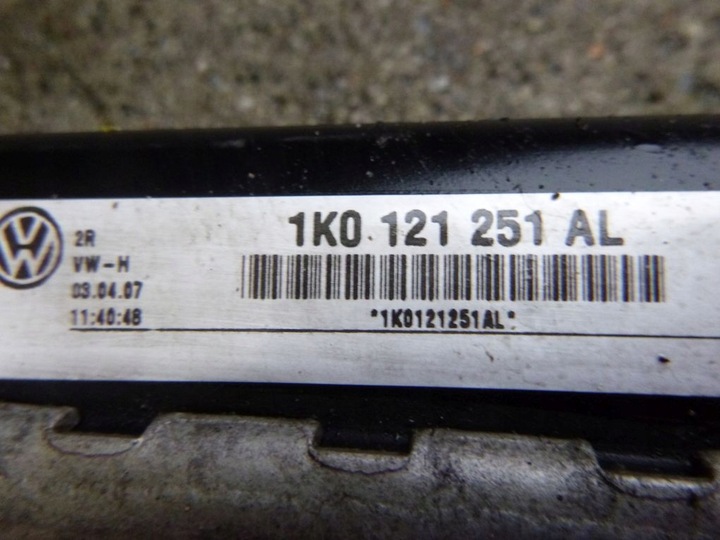 1K0 121 251 AL
2R
VW-H
03.04.07
11:40:48
*1K0121251AL*